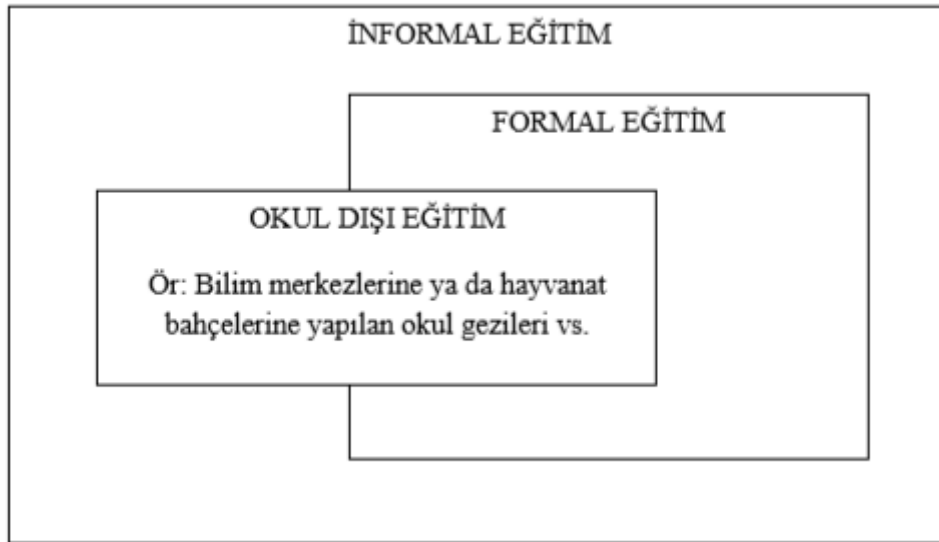 İNFORMAL EĞİTİM
FORMAL EĞİTİM
OKUL DIŞI EĞİTİM
Ör: Bilim merkezlerine ya da hayvanat
bahçelerine yapılan okul gezileri vs.